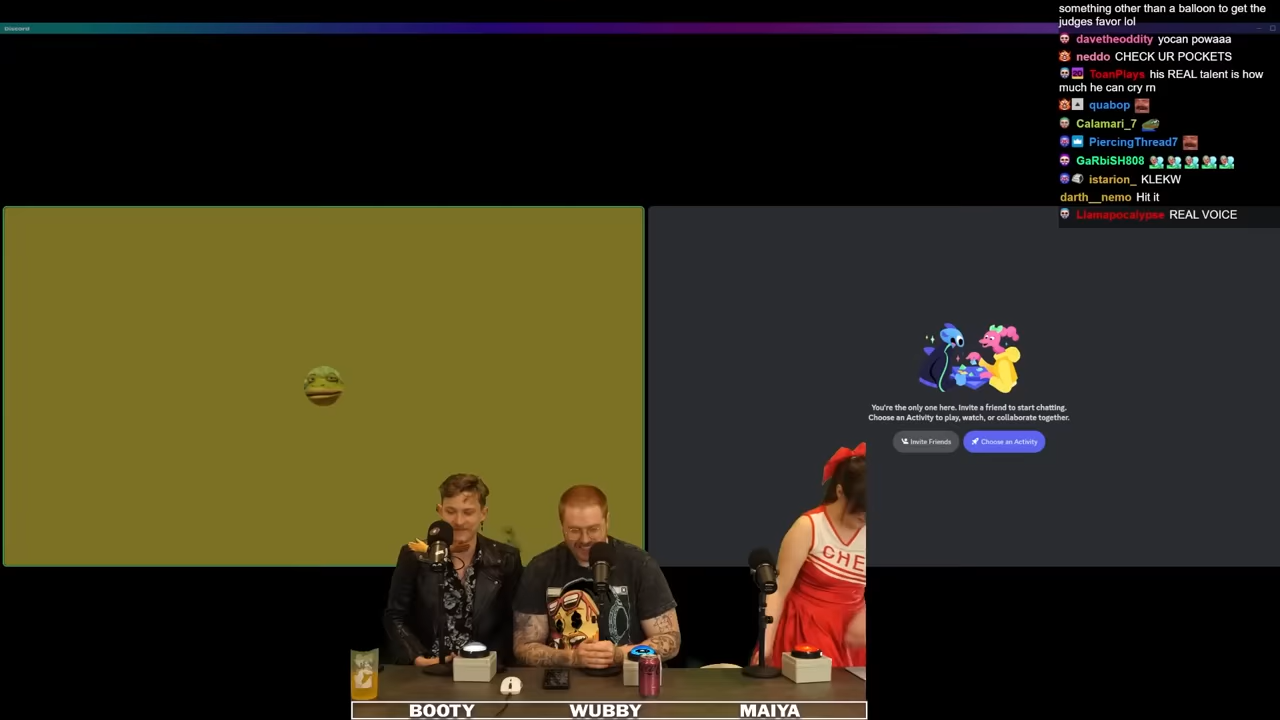 Discord
something other than a balloon to get the
judges favor lol
davetheoddity yocan powaaa
neddo CHECK UR POCKETS
ToanPlays his REAL talent is how
much he can cry rn
quabop
Calamari_7
PiercingThread7
GaRbiSH808
istarion_ KLEKW
darth__nemo Hit it
Llamapocalypse REAL VOICE
You're the only one here. Invite a friend to start chatting.
Choose an Activity to play, watch, or collaborate together.
Invite Friends
Choose an Activity
CHE
BOOTY
WUBBY
MAIYA